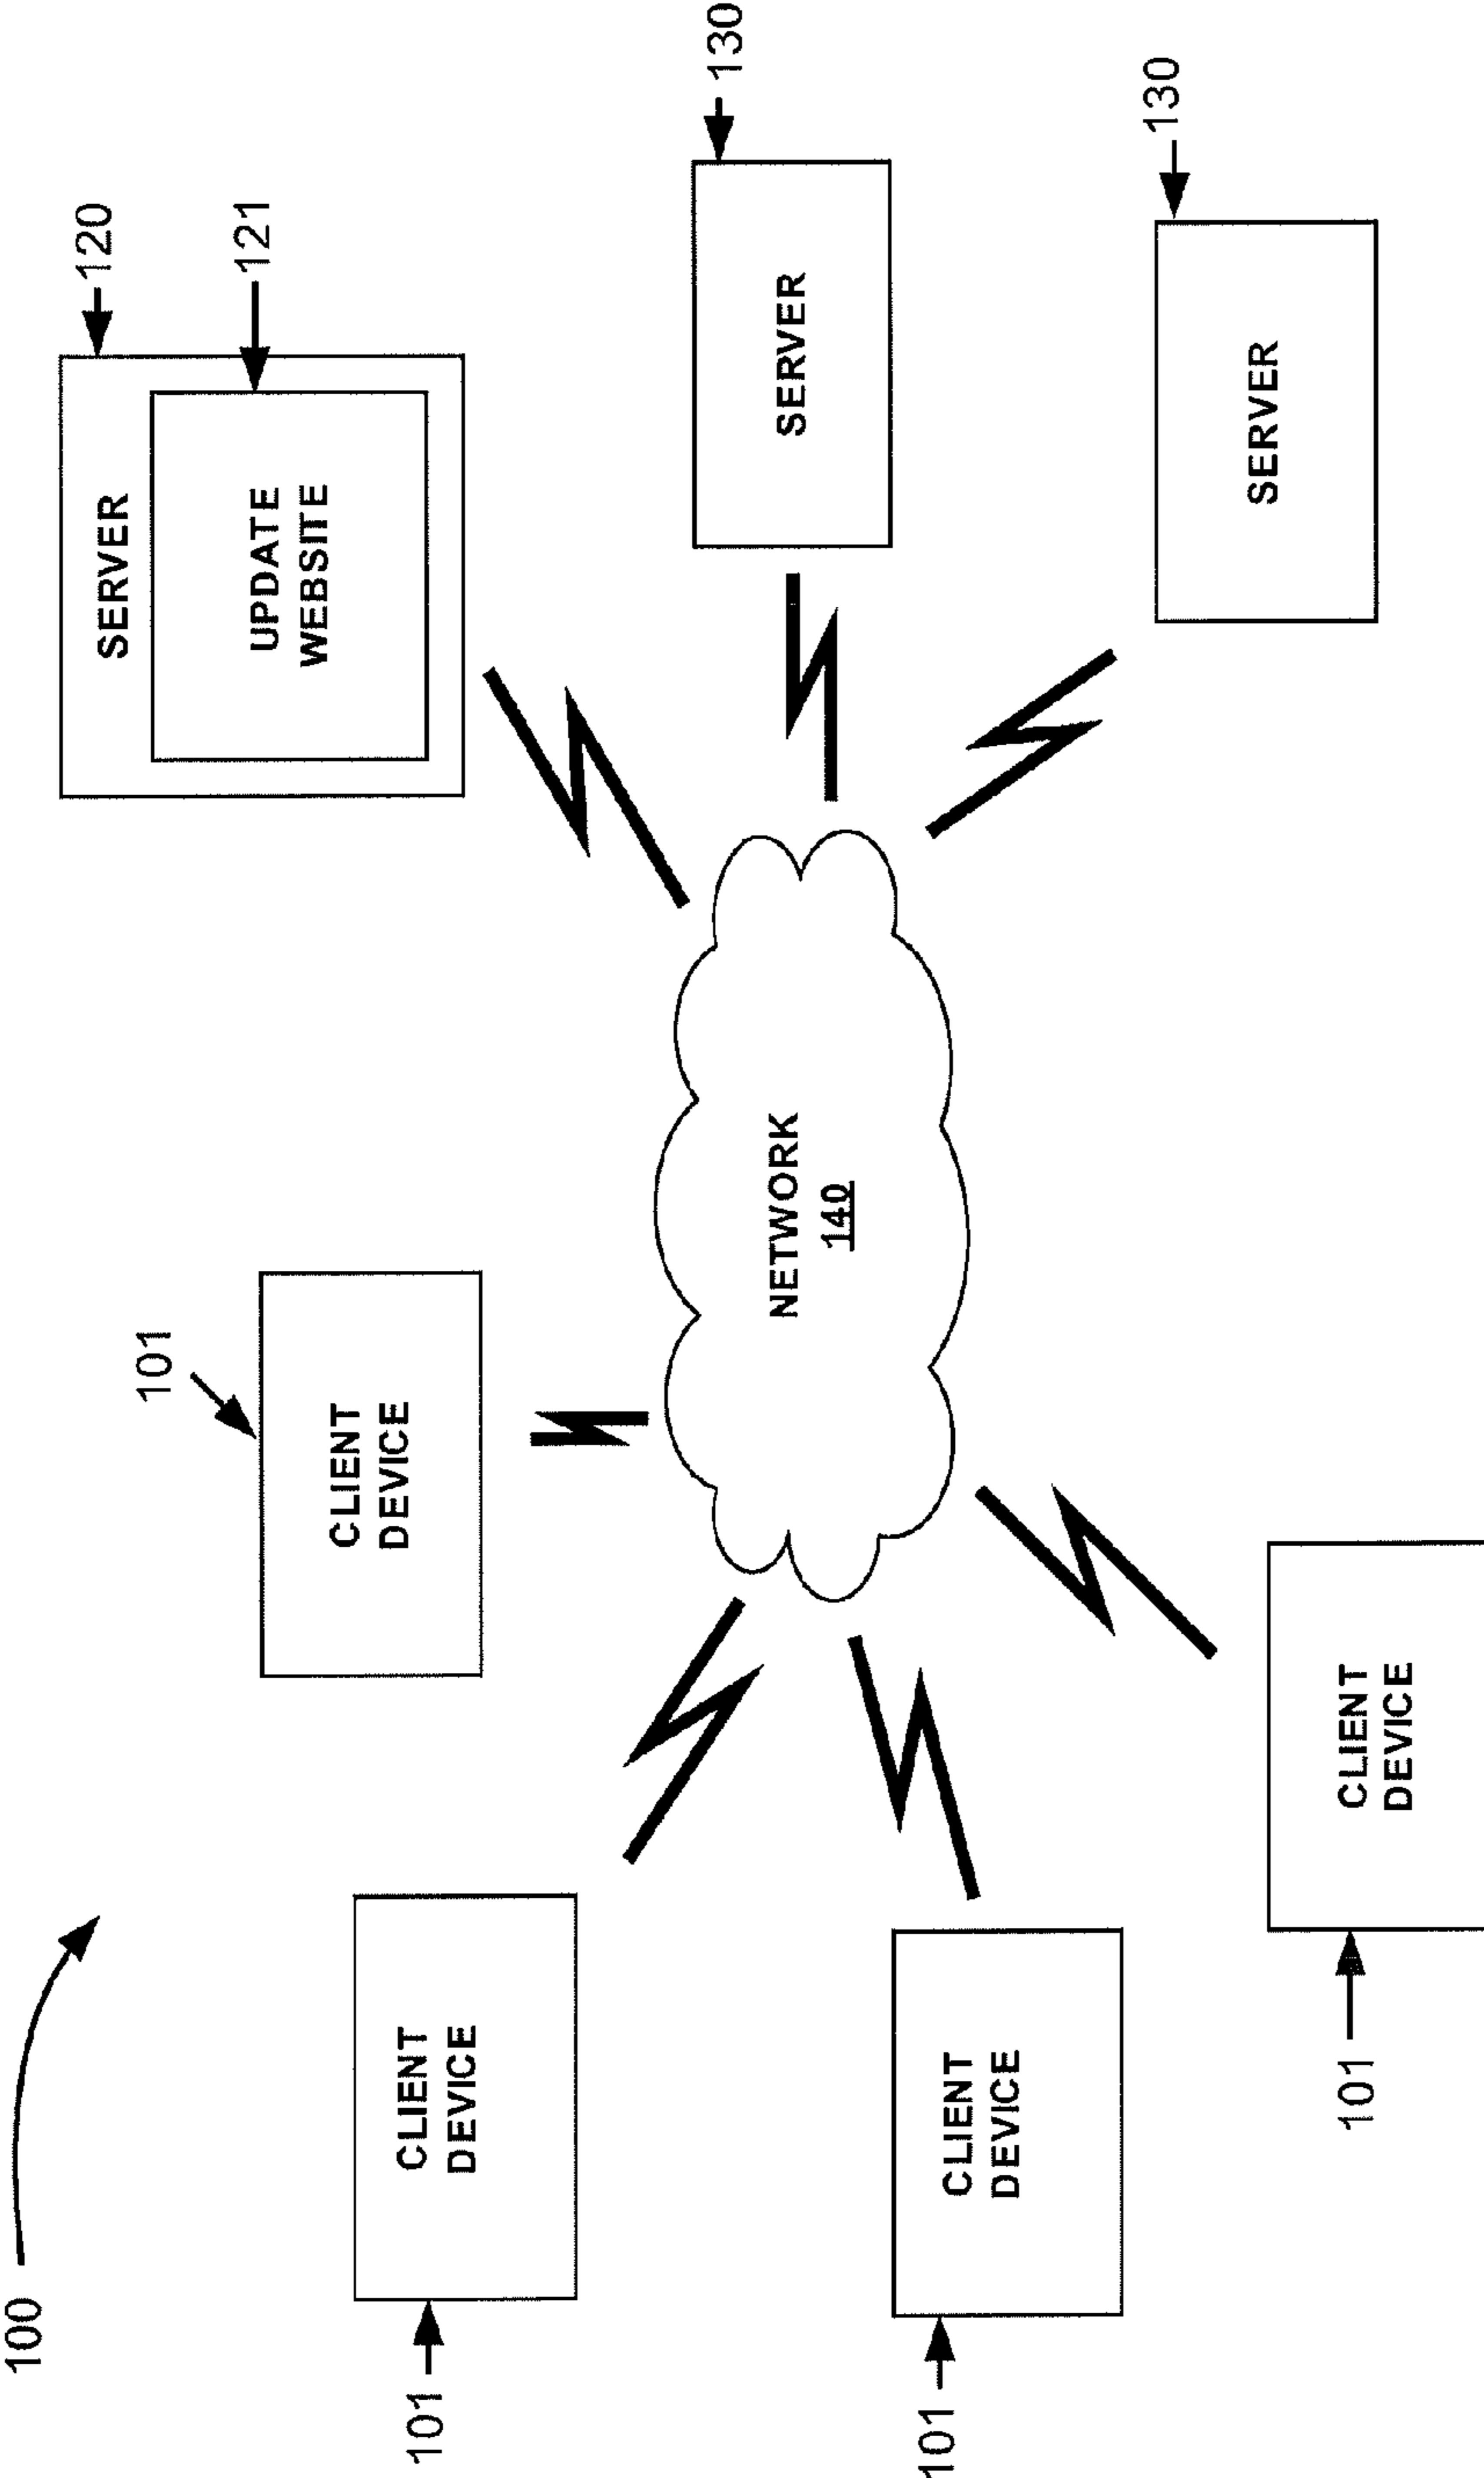 100
120
SERVER
101
121
UPDATE
WEBSITE
CLIENT
DEVICE
101
CLIENT
DEVICE
130
SERVER
NETWORK
140
101
CLIENT
DEVICE
130
SERVER
101
CLIENT
DEVICE